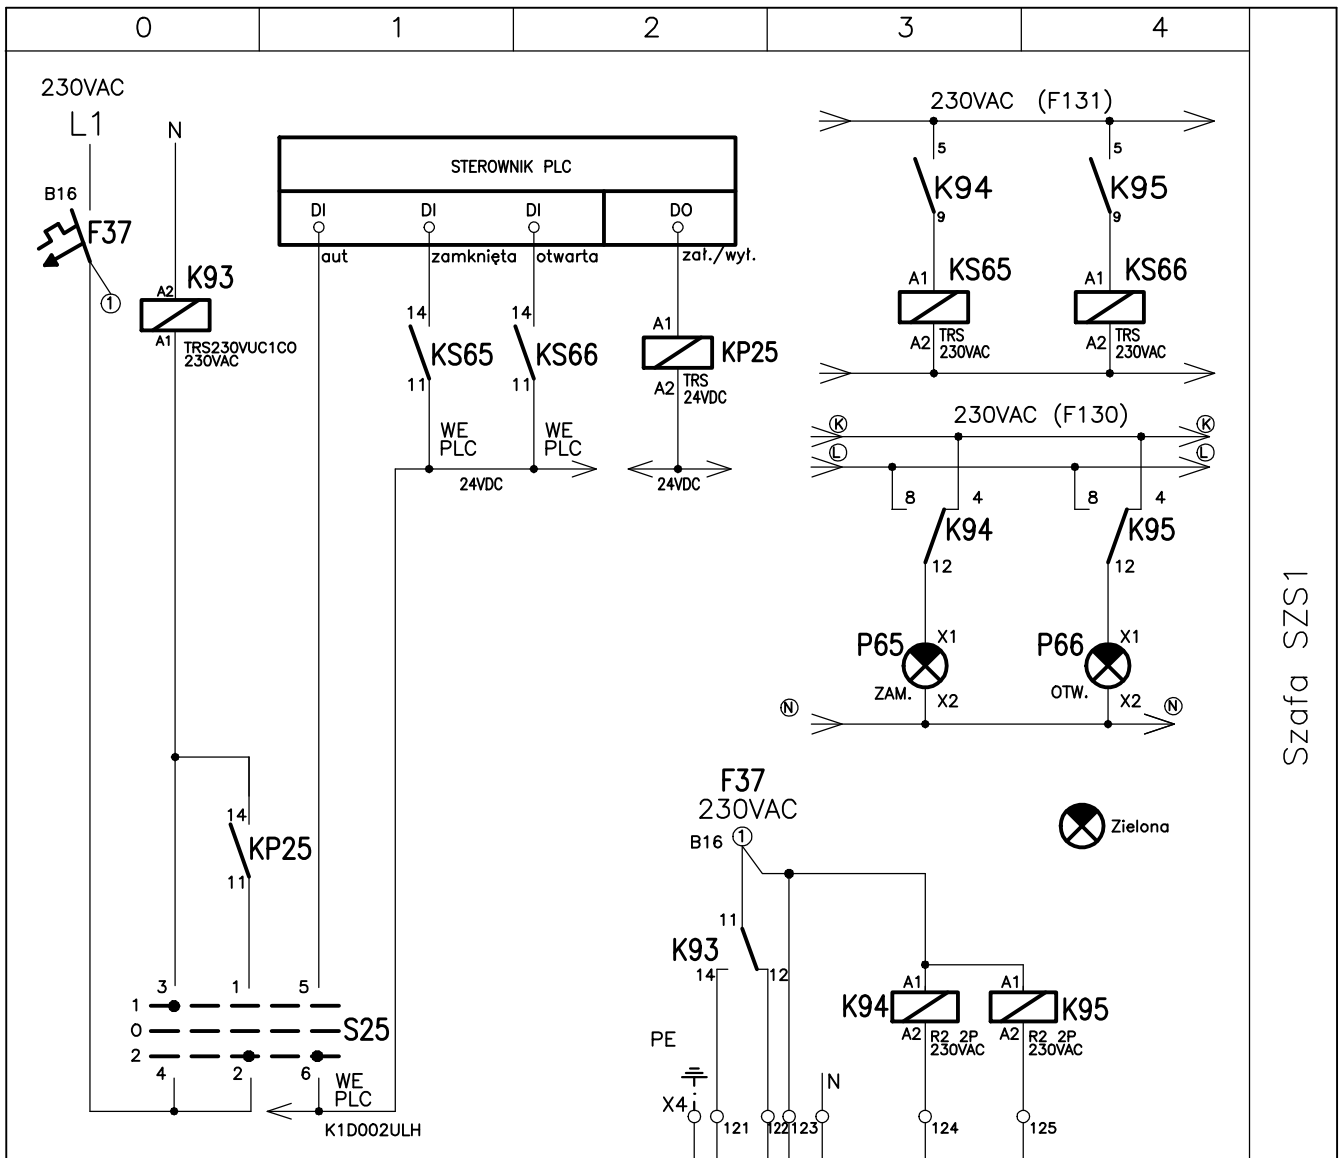 0 1 2 3 4
230VAC
L1
N
B16
F37
1
K93
A2
A1
TRS230VUC1CO
230VAC
STEROWNIK PLC
DI DI DI DO
aut zamknięta otwarta zał./wył.
14 14
KS65 KS66
11 11
WE WE
PLC PLC
24VDC
A1
KP25
A2 TRS
24VDC
24VDC
230VAC (F131)
5 5
K94 K95
9 9
KS65 KS66
A1 A1
A2 TRS A2 TRS
230VAC 230VAC
230VAC (F130)
K K
L L
8 4 8 4
K94 K95
12 12
P65 X1 P66 X1
ZAM. X2 OTW. X2
N N
Zielona
Szafa SZS1
14
KP25
11
3 1 5
1
0 S25
2
4 2 6
WE
PLC
K1D002ULH
F37
230VAC
B16 1
11
K93
14 12
A1 A1
K94 K95
A2 R2 2P A2 R2 2P
230VAC 230VAC
PE
N
X4 121 122 123 124 125